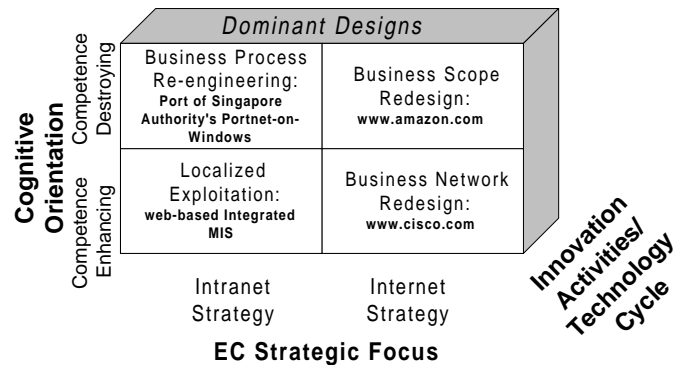 Dominant Designs
Cognitive
Orientation
Competence
Destroying
Competence
Enhancing
Business Process
Re-engineering:
Port of Singapore
Authority's Portnet-on-
Windows
Business Scope
Redesign:
www.amazon.com
Localized
Exploitation:
web-based Integrated
MIS
Business Network
Redesign:
www.cisco.com
Intranet
Strategy
Internet
Strategy
EC Strategic Focus
Innovation
Activities/
Technology
Cycle